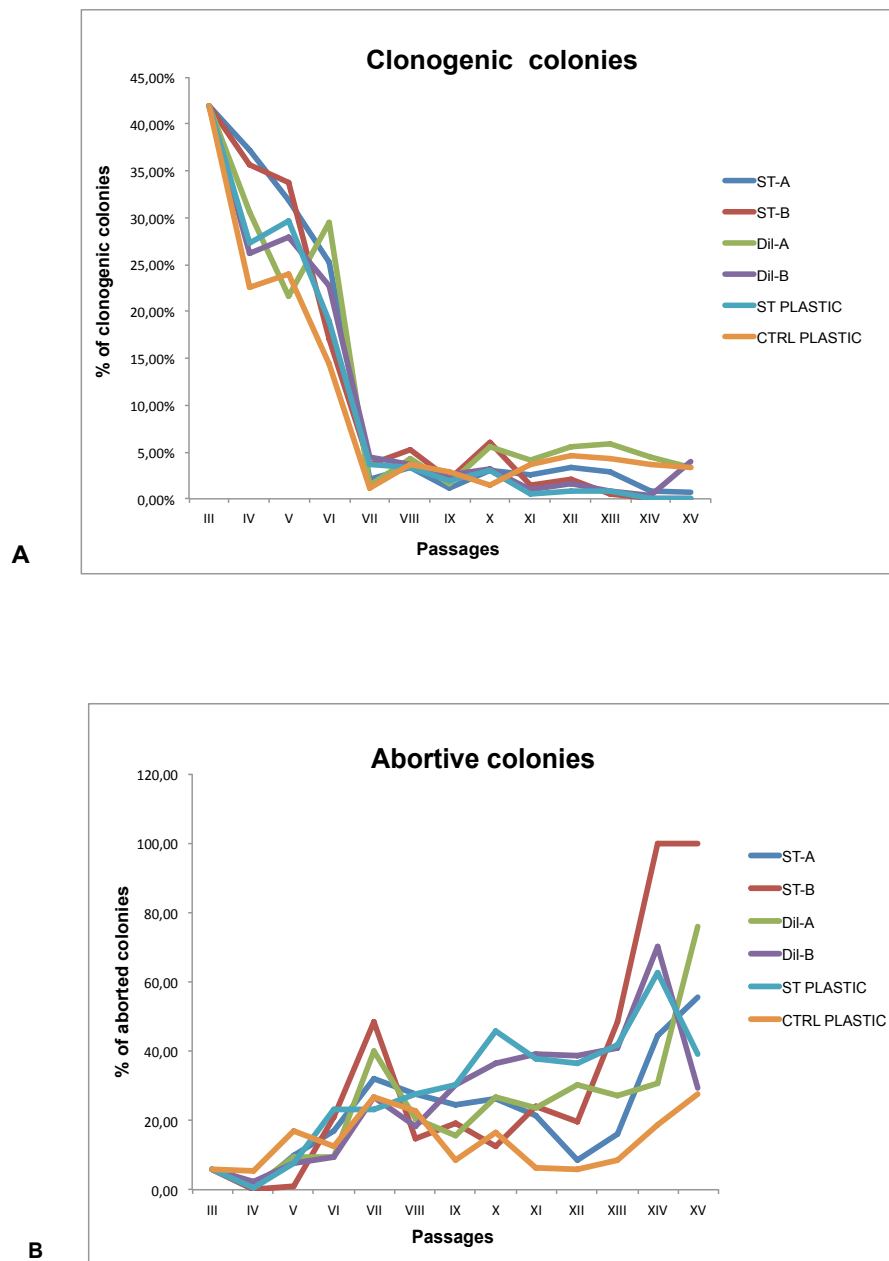 Clonogenic colonies
45,00%
40,00%
35,00%
30,00%
25,00%
20,00%
15,00%
10,00%
5,00%
0,00%
% of clonogenic colonies
III IV V VI VII VIII IX X XI XII XIII XIV XV
Passages
ST-A
ST-B
Dil-A
Dil-B
ST PLASTIC
CTRL PLASTIC
A
Abortive colonies
120,00
100,00
80,00
60,00
40,00
20,00
0,00
% of aborted colonies
III IV V VI VII VIII IX X XI XII XIII XIV XV
Passages
ST-A
ST-B
Dil-A
Dil-B
ST PLASTIC
CTRL PLASTIC
B